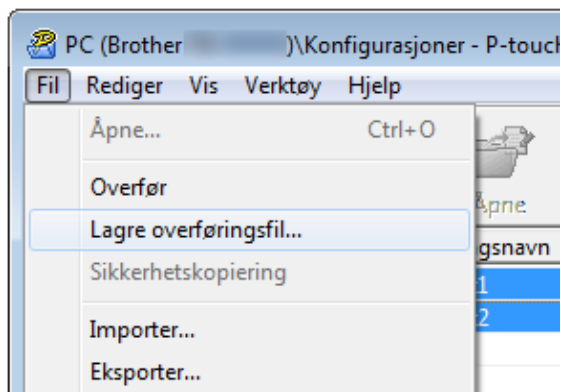 PC (Brother )\Konfigurasjoner - P-touch
Fil Rediger Vis Verktøy Hjelp
Åpne... Ctrl+O
Åpne
Overfør
Lagre overføringsfil...
gsnavn
Sikkerhetskopiering
1
2
Importer...
Eksporter...